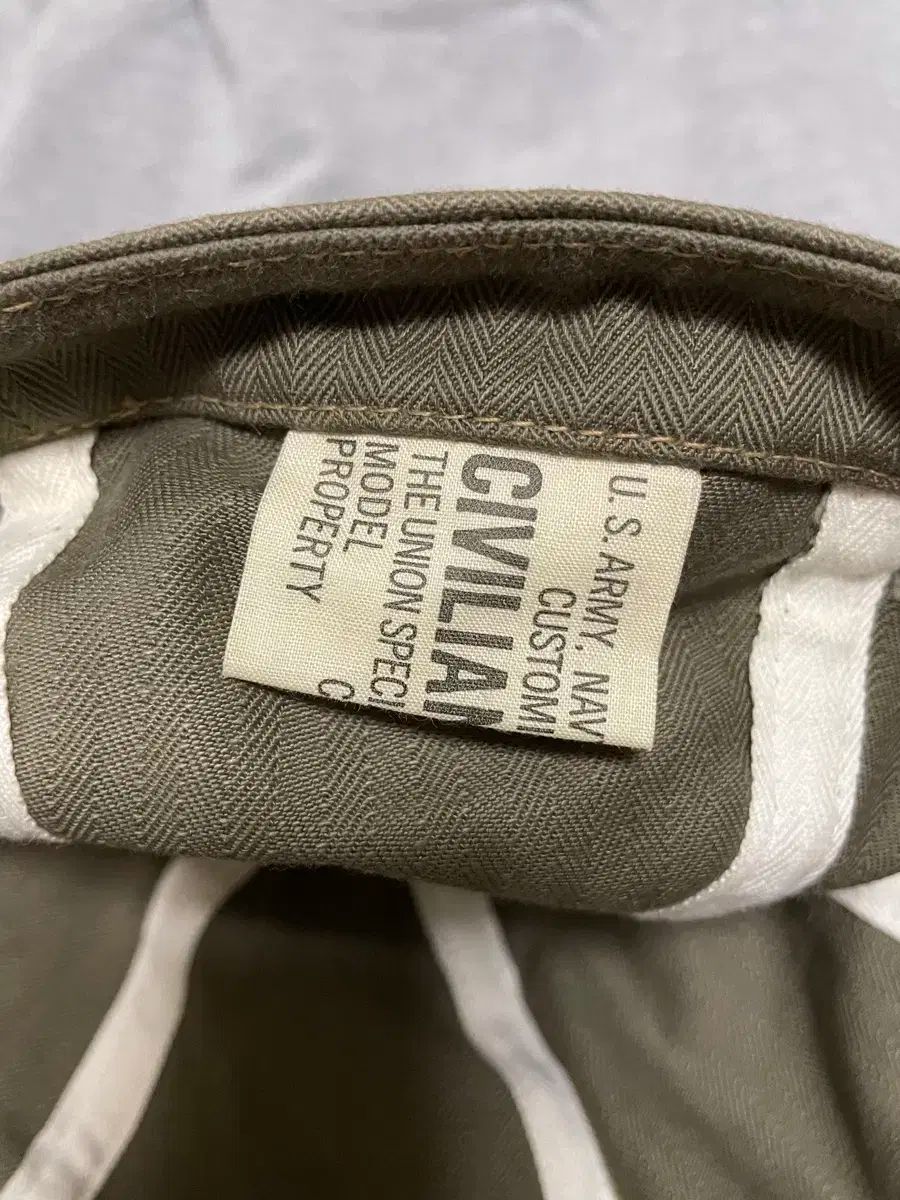 U.S.ARMY, NAV
CUSTOMI
CIVILIAN
THE UNION SPECI
MODEL
PROPERTY